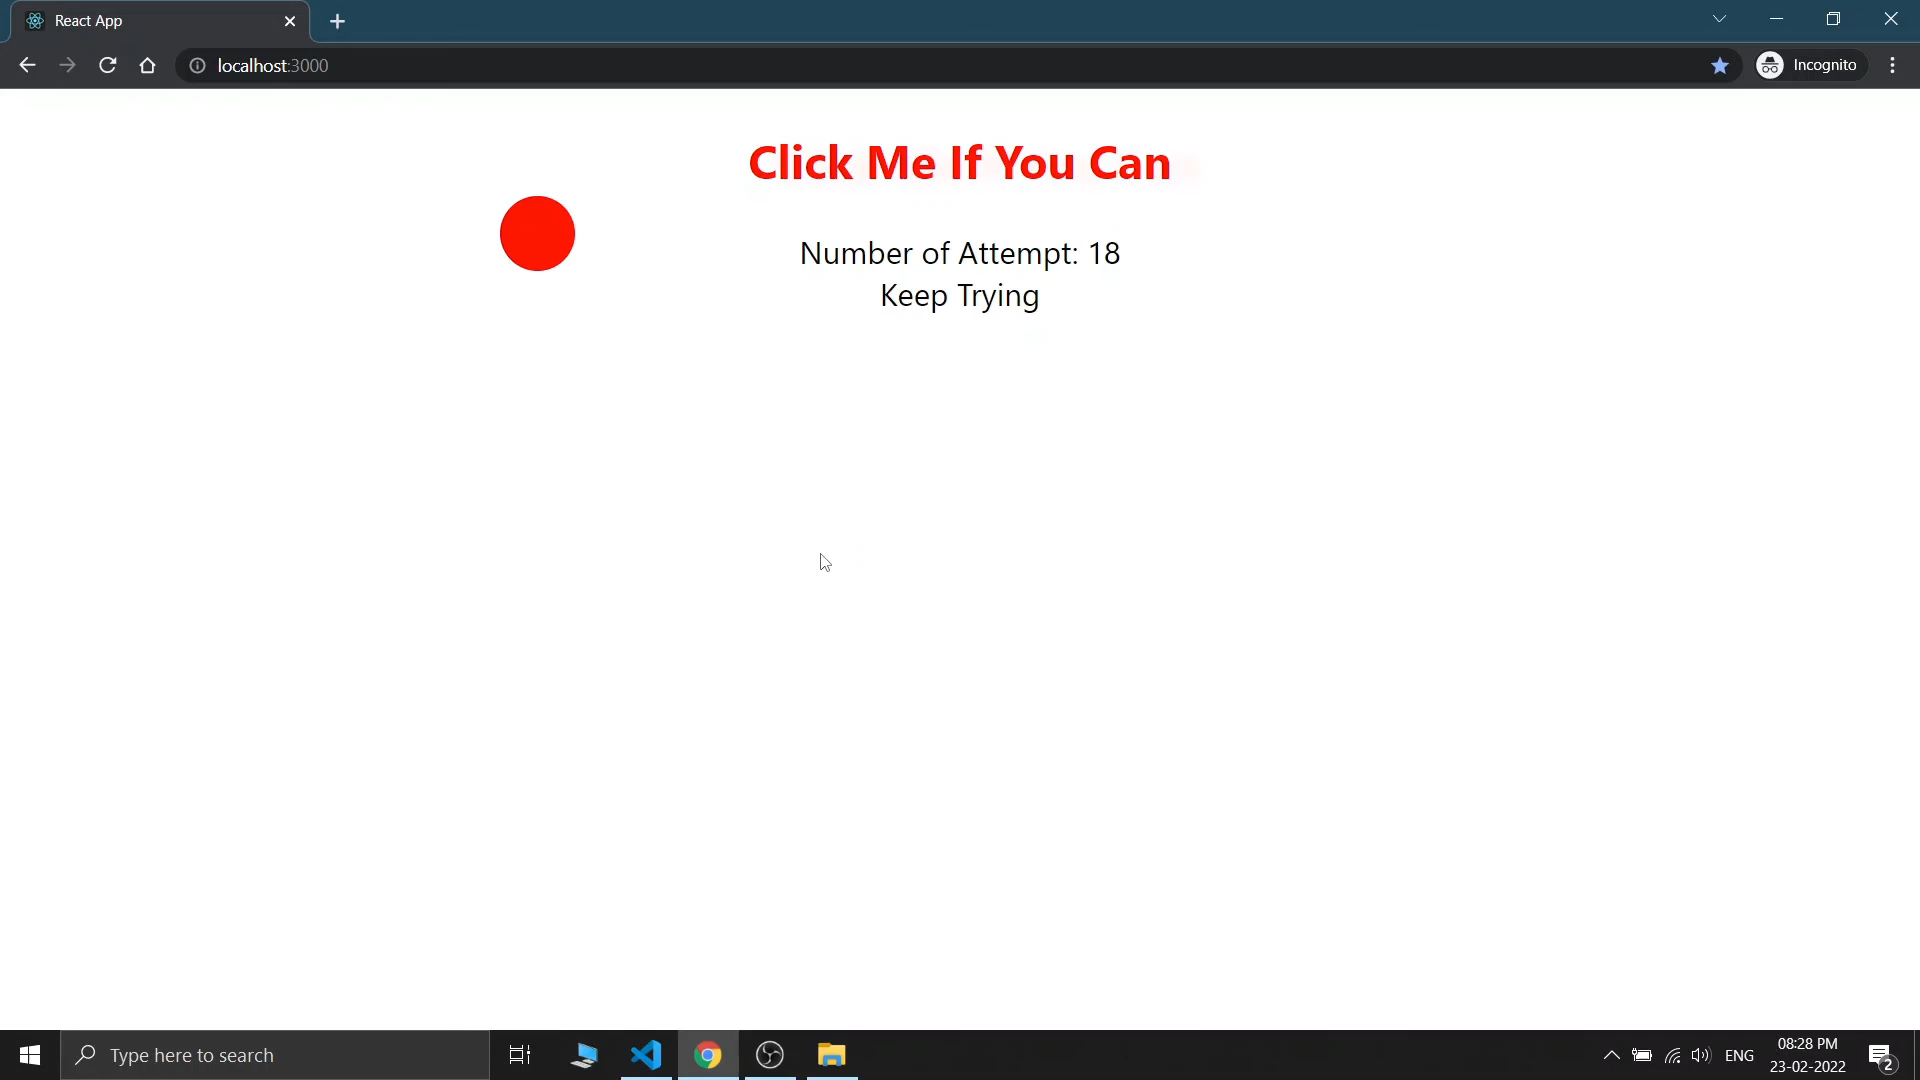 React App
localhost:3000
Incognito
Click Me If You Can
Number of Attempt: 18
Keep Trying
Type here to search
ENG
08:28 PM
23-02-2022
2